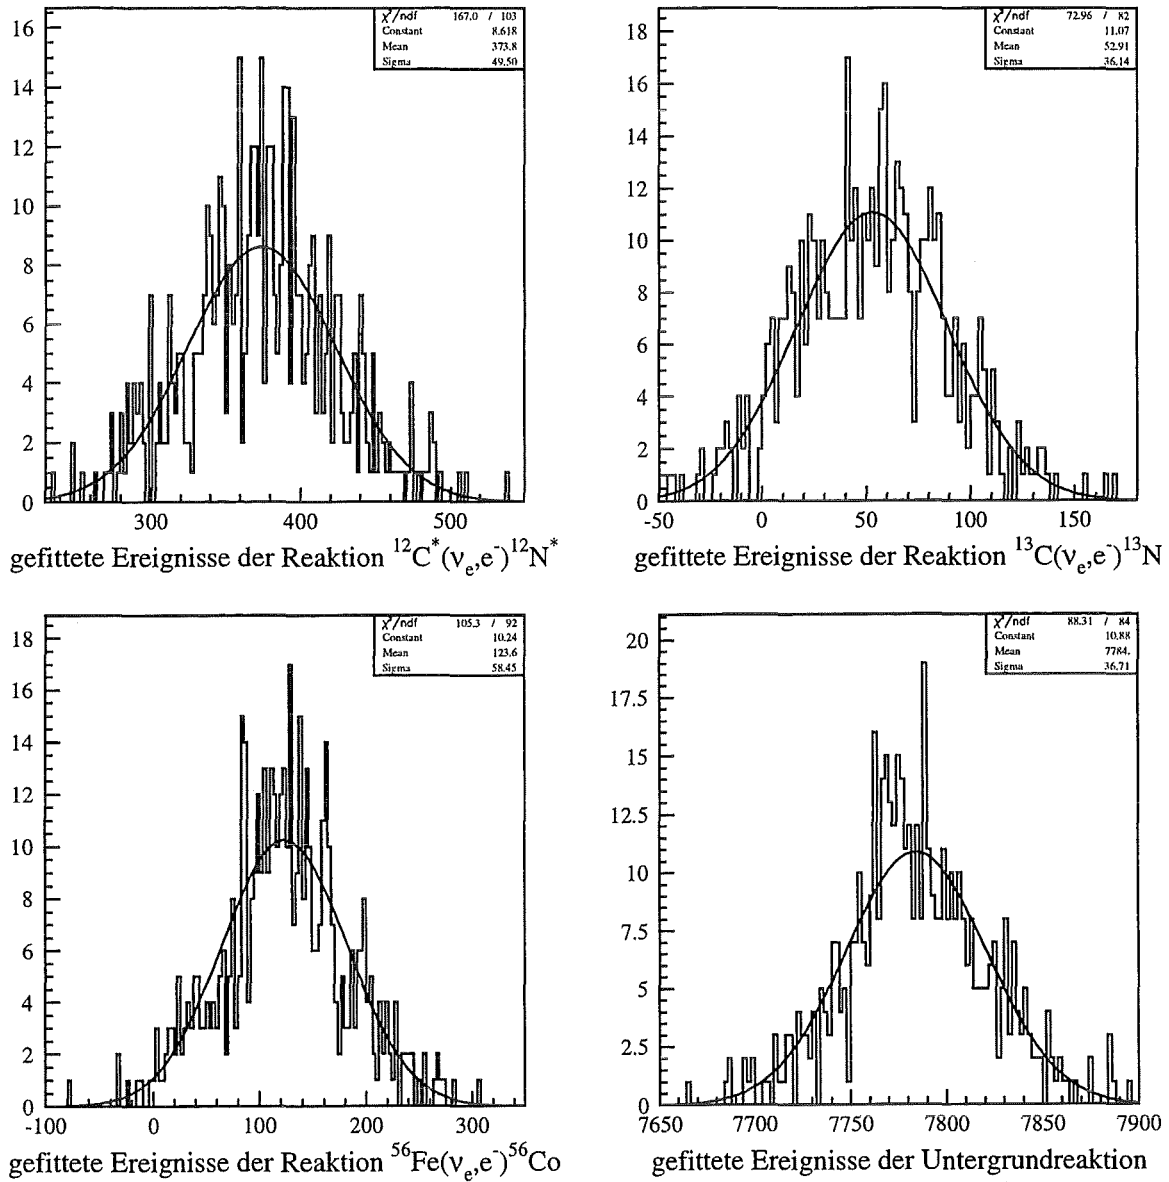 χ²/ndf 167.0 / 103
Constant 8.618
Mean 373.8
Sigma 49.50
16
14
12
10
8
6
4
2
0
300 400 500
gefittete Ereignisse der Reaktion ¹²C*(νₑ,e⁻)¹²N*
χ²/ndf 72.96 / 82
Constant 11.07
Mean 52.91
Sigma 36.14
18
16
14
12
10
8
6
4
2
0
-50 0 50 100 150
gefittete Ereignisse der Reaktion ¹³C(νₑ,e⁻)¹³N
χ²/ndf 105.3 / 92
Constant 10.24
Mean 123.6
Sigma 58.45
18
16
14
12
10
8
6
4
2
0
-100 0 100 200 300
gefittete Ereignisse der Reaktion ⁵⁶Fe(νₑ,e⁻)⁵⁶Co
χ²/ndf 88.31 / 84
Constant 10.88
Mean 7784.
Sigma 36.71
20
17.5
15
12.5
10
7.5
5
2.5
0
7650 7700 7750 7800 7850 7900
gefittete Ereignisse der Untergrundreaktion